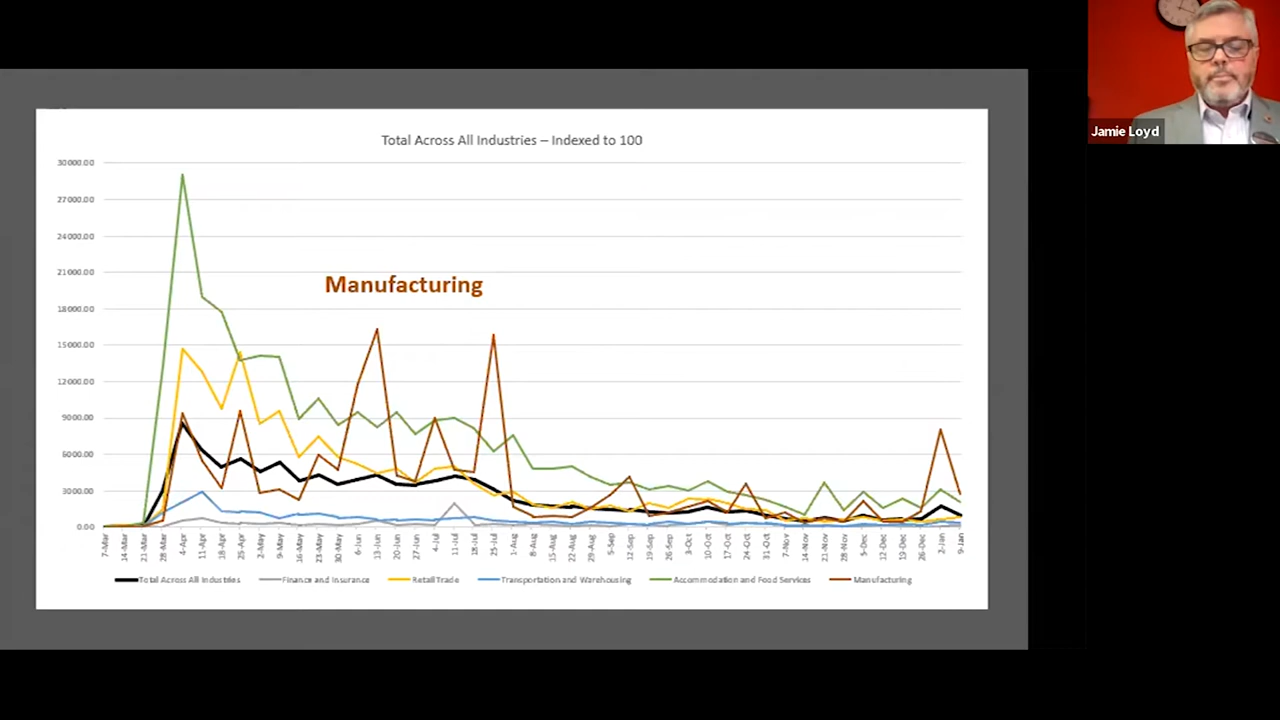 Jamie Loyd
Total Across All Industries – Indexed to 100
30000.00
27000.00
24000.00
21000.00
18000.00
15000.00
12000.00
9000.00
6000.00
3000.00
0.00
Manufacturing
7-Mar
14-Mar
21-Mar
28-Mar
4-Apr
11-Apr
18-Apr
25-Apr
2-May
9-May
16-May
23-May
30-May
6-Jun
13-Jun
20-Jun
27-Jun
4-Jul
11-Jul
18-Jul
25-Jul
1-Aug
8-Aug
15-Aug
22-Aug
29-Aug
5-Sep
12-Sep
19-Sep
26-Sep
3-Oct
10-Oct
17-Oct
24-Oct
31-Oct
7-Nov
14-Nov
21-Nov
28-Nov
5-Dec
12-Dec
19-Dec
26-Dec
2-Jan
9-Jan
Total Across All Industries
Finance and Insurance
Retail Trade
Transportation and Warehousing
Accommodation and Food Services
Manufacturing